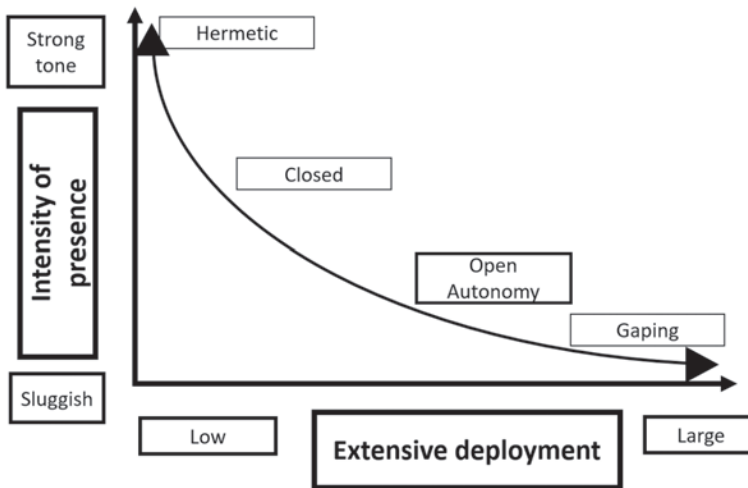 Strong
tone
Hermetic
Intensity of
presence
Closed
Open
Autonomy
Gaping
Sluggish
Low
Extensive deployment
Large